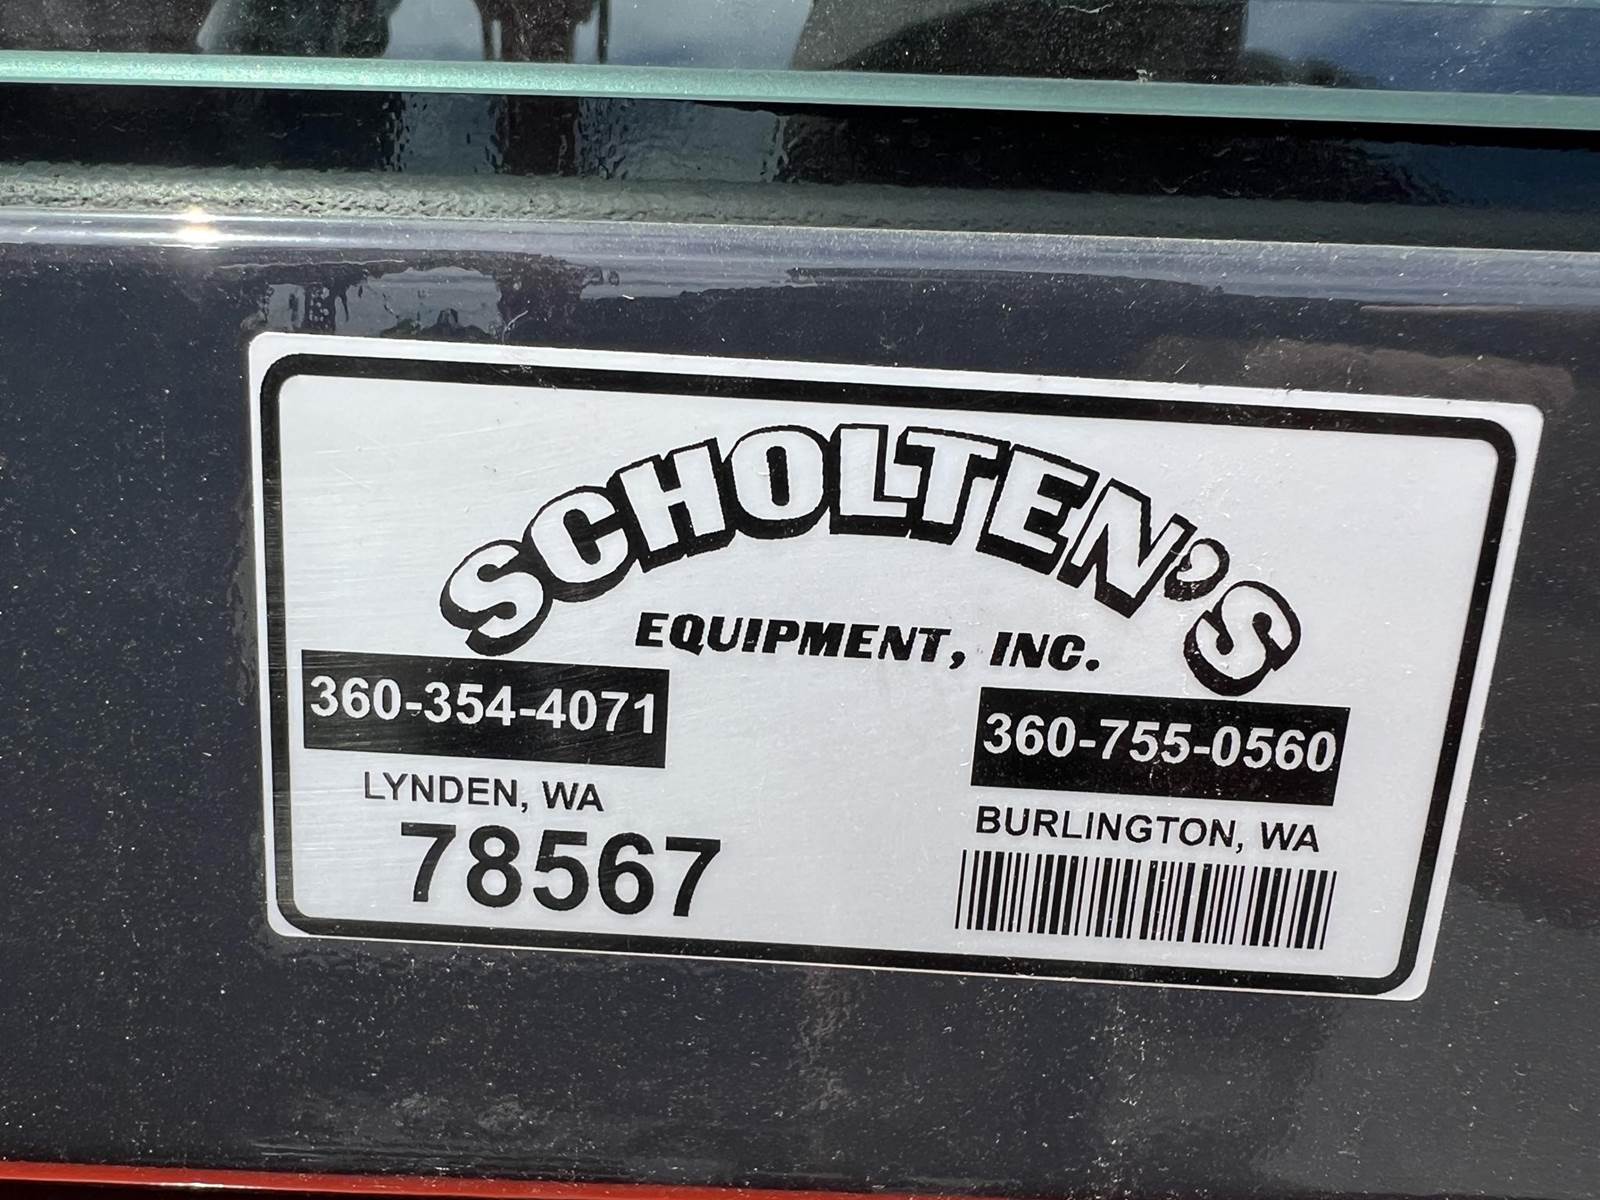 SCHOLTEN'S
EQUIPMENT, INC.
360-354-4071
LYNDEN, WA
78567
360-755-0560
BURLINGTON, WA